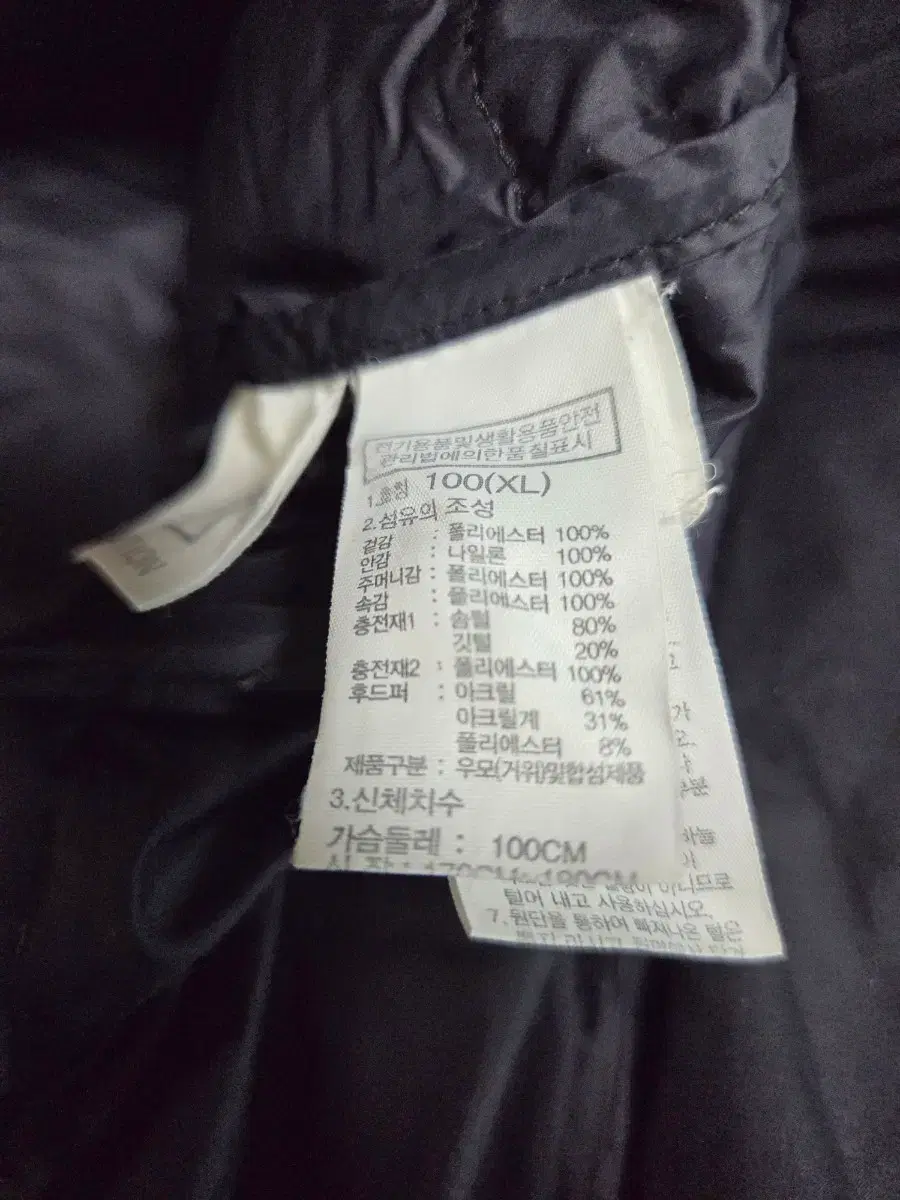 전기용품및생활용품안전
관리법에의한품질표시
1.호칭 100(XL)
2.섬유의 조성
겉감 : 폴리에스터 100%
안감 : 나일론 100%
주머니감 : 폴리에스터 100%
속감 : 폴리에스터 100%
충전재1 : 솜털 80%
깃털 20%
충전재2 : 폴리에스터 100%
후드퍼 : 아크릴 61%
아크릴계 31%
폴리에스터 8%
제품구분 : 우모(거위)및합성제품
3.신체치수
가슴둘레 : 100CM
신 장 : 170CM~180CM
털어 내고 사용하십시오.
7. 원단을 통하여 빠져나온 털은